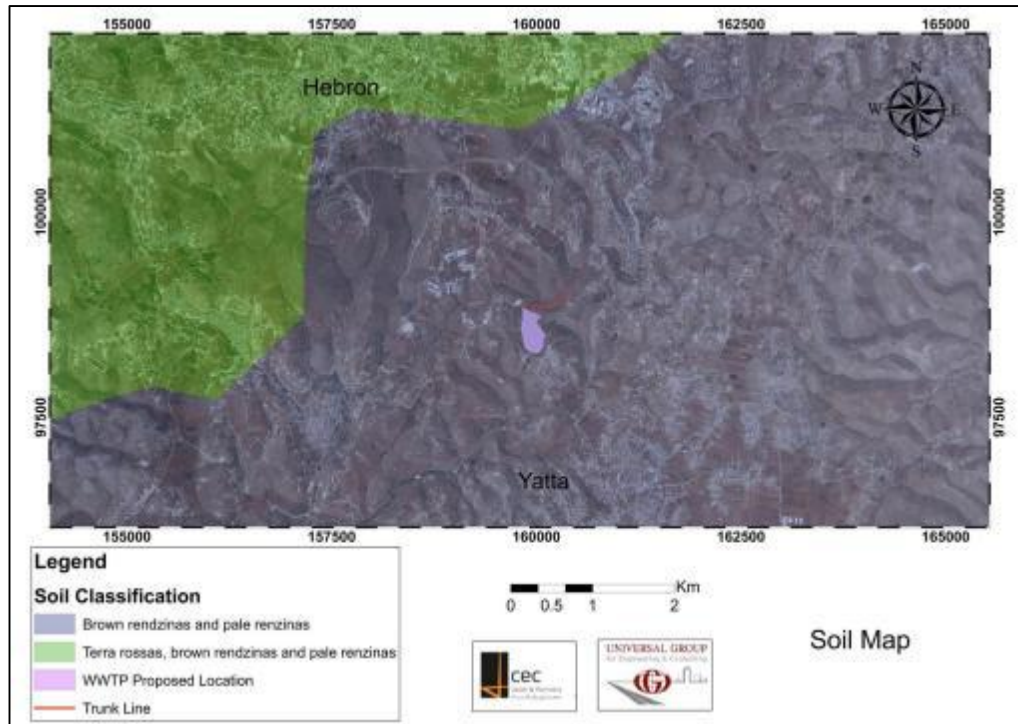 155000 157500 160000 162500 165000
Hebron
N
W E
S
100000 100000
97500 97500
Yatta
155000 157500 160000 162500 165000
Legend
Soil Classification
Brown rendzinas and pale renzinas
Terra rossas, brown rendzinas and pale renzinas
WWTP Proposed Location
Trunk Line
Km
0 0.5 1 2
cec
UNIVERSAL GROUP
Soil Map